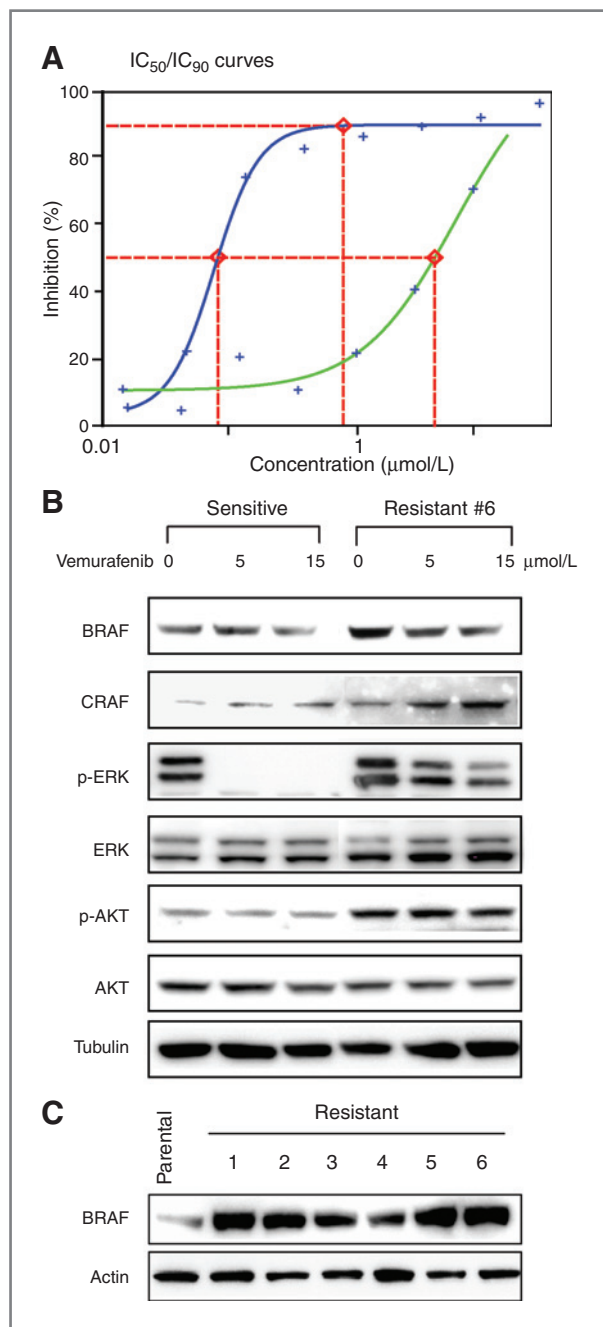 A
IC50/IC90 curves
Inhibition (%)
100
80
60
40
20
0
0.01
1
Concentration (μmol/L)
B
Sensitive
Resistant #6
Vemurafenib 0 5 15 0 5 15 μmol/L
BRAF
CRAF
p-ERK
ERK
p-AKT
AKT
Tubulin
C
Parental
Resistant
1 2 3 4 5 6
BRAF
Actin